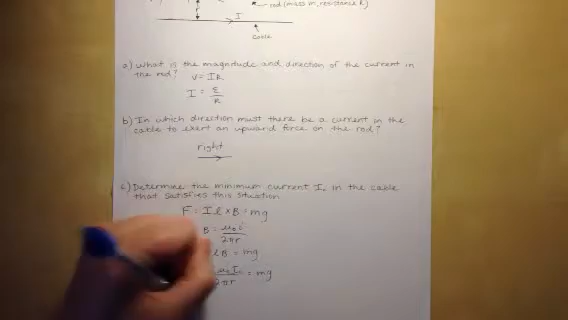 r
I
rod (mass m, resistance R)
cable
a) What is the magnitude and direction of the current in
the rod?
V = IR
I = ε/R
b) In which direction must there be a current in the
cable to exert an upward force on the rod?
right
c) Determine the minimum current Ic in the cable
that satisfies this situation
F = Iℓ × B = mg
B = μ₀i/2πr
ℓB = mg
μ₀Ic/2πr = mg